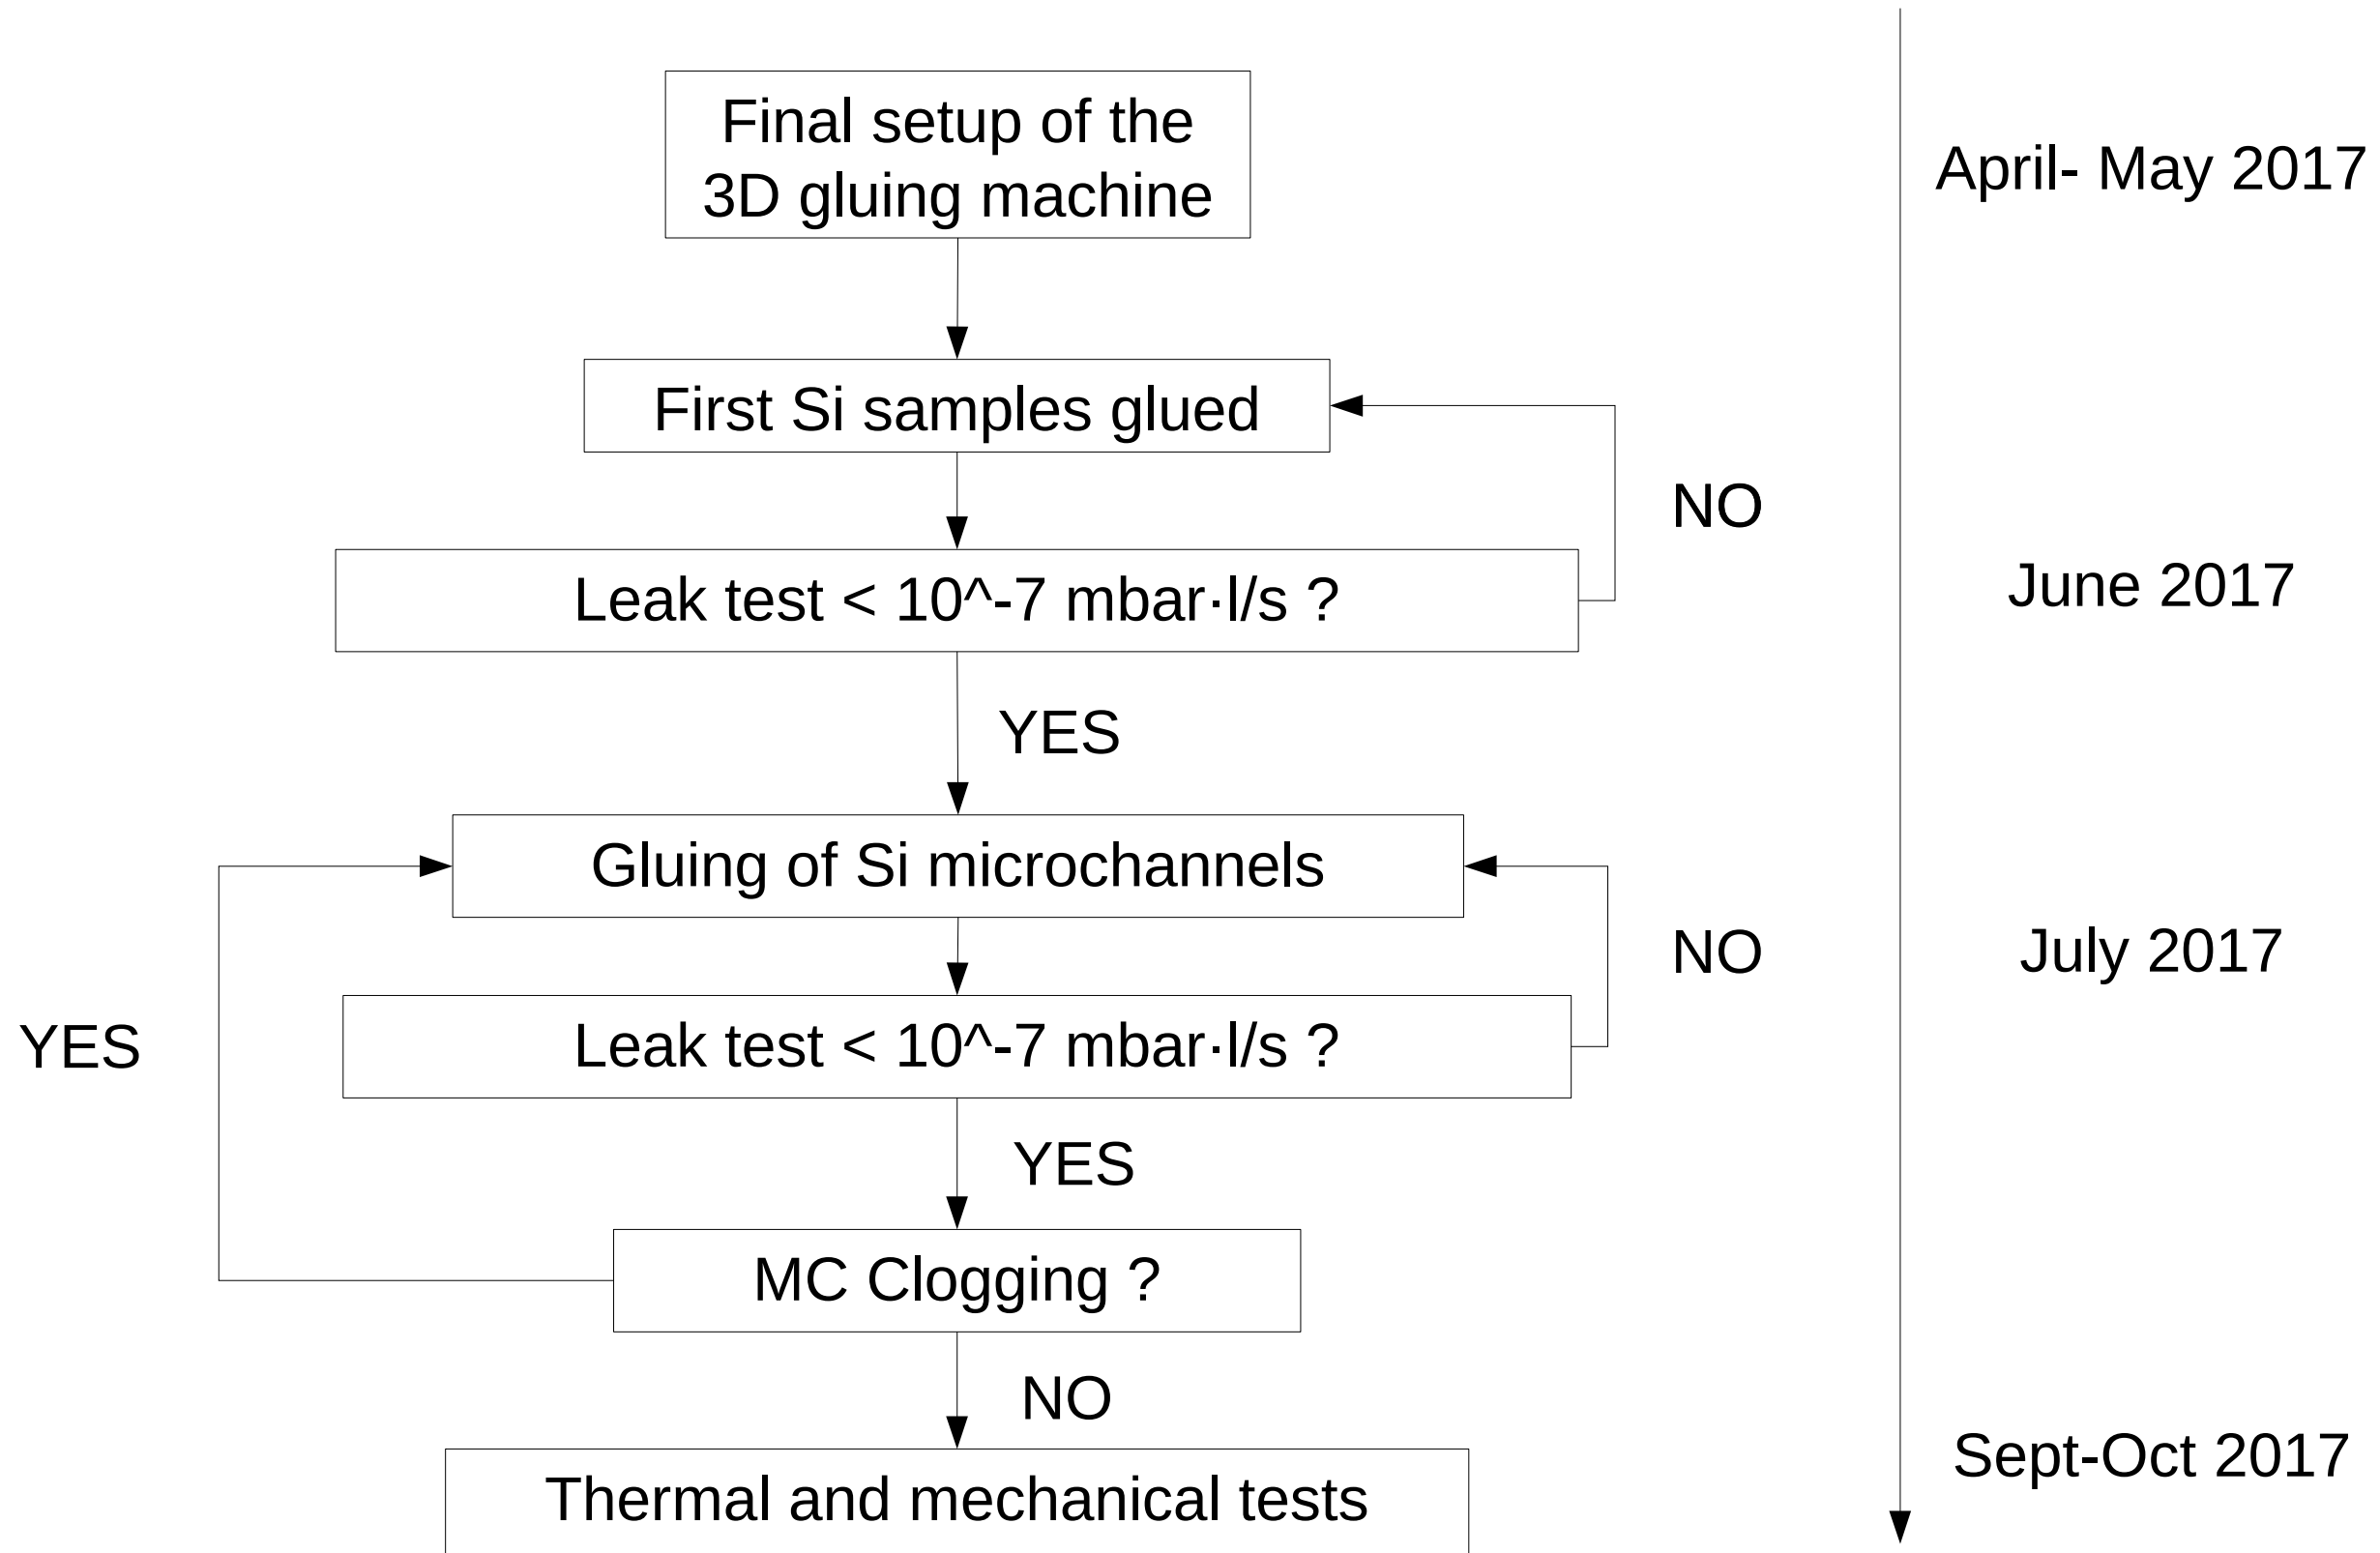 Final setup of the
3D gluing machine
April- May 2017
First Si samples glued
NO
Leak test < 10^-7 mbar·l/s ?
June 2017
YES
Gluing of Si microchannels
NO
July 2017
YES
Leak test < 10^-7 mbar·l/s ?
YES
MC Clogging ?
NO
Sept-Oct 2017
Thermal and mechanical tests